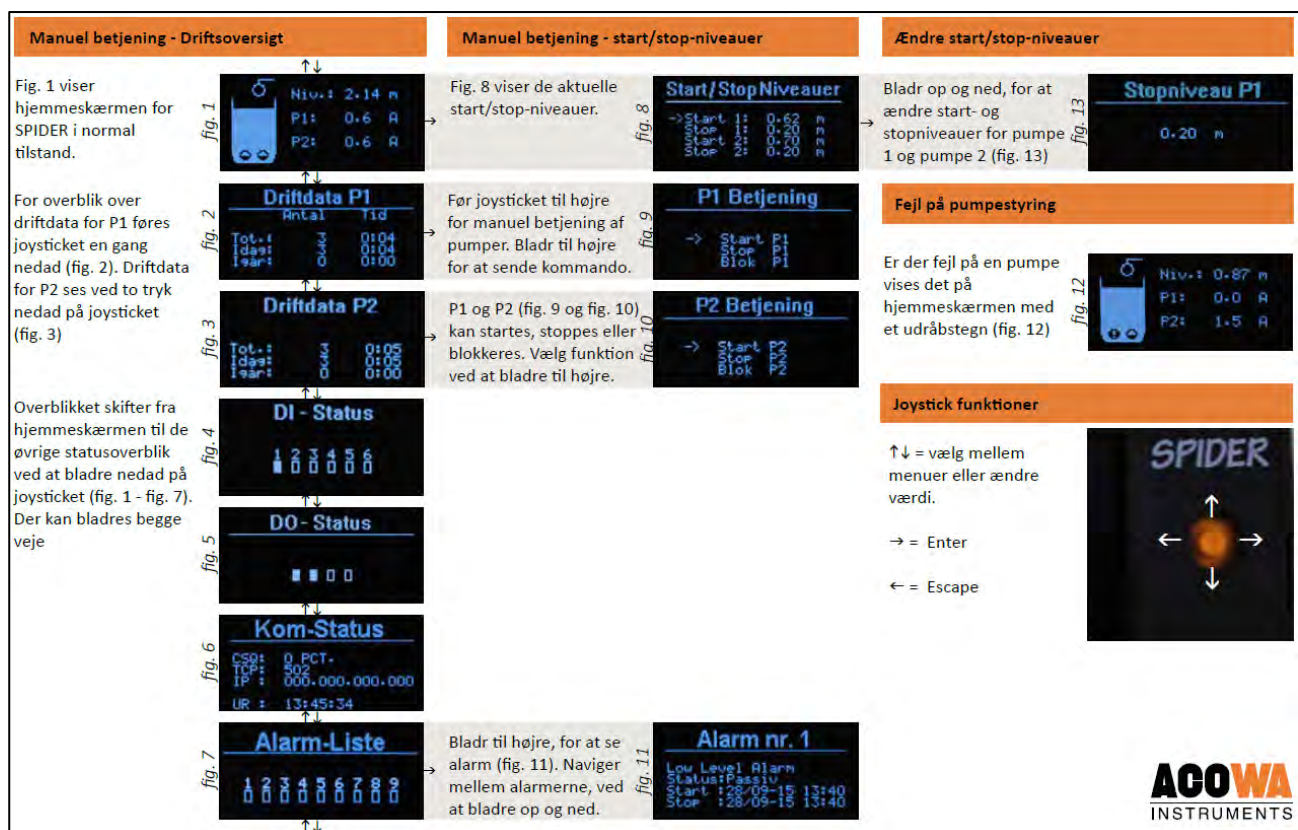 Manuel betjening - Driftsoversigt
Fig. 1 viser
hjemmeskærmen for
SPIDER i normal
tilstand.
↑↓
fig. 1
Niv.: 2.14 m
P1: 0.6 A
P2: 0.6 A
For overblik over
driftdata for P1 føres
joysticket en gang
nedad (fig. 2). Driftdata
for P2 ses ved to tryk
nedad på joysticket
(fig. 3)
fig. 2
Driftdata P1
Antal Tid
Tot.: 3 0:04
Idag: 3 0:04
Igår: 0 0:00
fig. 3
Driftdata P2
Tot.: 3 0:05
Idag: 3 0:05
Igår: 0 0:00
↑↓
Overblikket skifter fra
hjemmeskærmen til de
øvrige statusoverblik
ved at bladre nedad på
joysticket (fig. 1 - fig. 7).
Der kan bladres begge
veje
fig. 4
DI - Status
1 2 3 4 5 6
↑↓
fig. 5
DO - Status
↑↓
fig. 6
Kom-Status
CSQ: 0 PCT.
TCP: 502
IP : 000.000.000.000
UR : 13:45:34
↑↓
fig. 7
Alarm-Liste
1 2 3 4 5 6 7 8 9
↑↓
Manuel betjening - start/stop-niveauer
→
Fig. 8 viser de aktuelle
start/stop-niveauer.
fig. 8
Start/StopNiveauer
->Start 1: 0.62 m
Stop 1: 0.20 m
Start 2: 0.70 m
Stop 2: 0.20 m
→
Før joysticket til højre
for manuel betjening af
pumper. Bladr til højre
for at sende kommando.
fig. 9
P1 Betjening
-> Start P1
Stop P1
Blok P1
→
P1 og P2 (fig. 9 og fig. 10)
kan startes, stoppes eller
blokkeres. Vælg funktion
ved at bladre til højre.
fig. 10
P2 Betjening
-> Start P2
Stop P2
Blok P2
→
Bladr til højre, for at se
alarm (fig. 11). Naviger
mellem alarmerne, ved
at bladre op og ned.
fig. 11
Alarm nr. 1
Low Level Alarm
Status:Passiv
Start :28/09-15 13:40
Stop :28/09-15 13:40
Ændre start/stop-niveauer
→
Bladr op og ned, for at
ændre start- og
stopniveauer for pumpe
1 og pumpe 2 (fig. 13)
fig. 13
Stopniveau P1
0.20 m
Fejl på pumpestyring
Er der fejl på en pumpe
vises det på
hjemmeskærmen med
et udråbstegn (fig. 12)
fig. 12
Niv.: 0.87 m
P1: 0.0 A
P2: 1.5 A
Joystick funktioner
↑↓ = vælg mellem
menuer eller ændre
værdi.
→ = Enter
← = Escape
SPIDER
↑
← →
↓
ACOWA
INSTRUMENTS